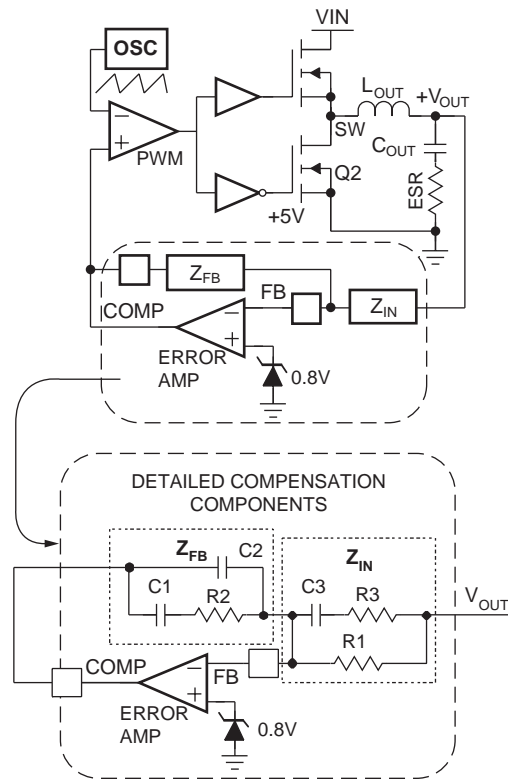 VIN
OSC
L_OUT
+V_OUT
−
+
PWM
SW
C_OUT
Q2
ESR
+5V
Z_FB
FB
Z_IN
COMP
−
+
ERROR
AMP
0.8V
DETAILED COMPENSATION
COMPONENTS
Z_FB
C2
Z_IN
C1
R2
C3
R3
V_OUT
R1
COMP
FB
−
+
ERROR
AMP
0.8V